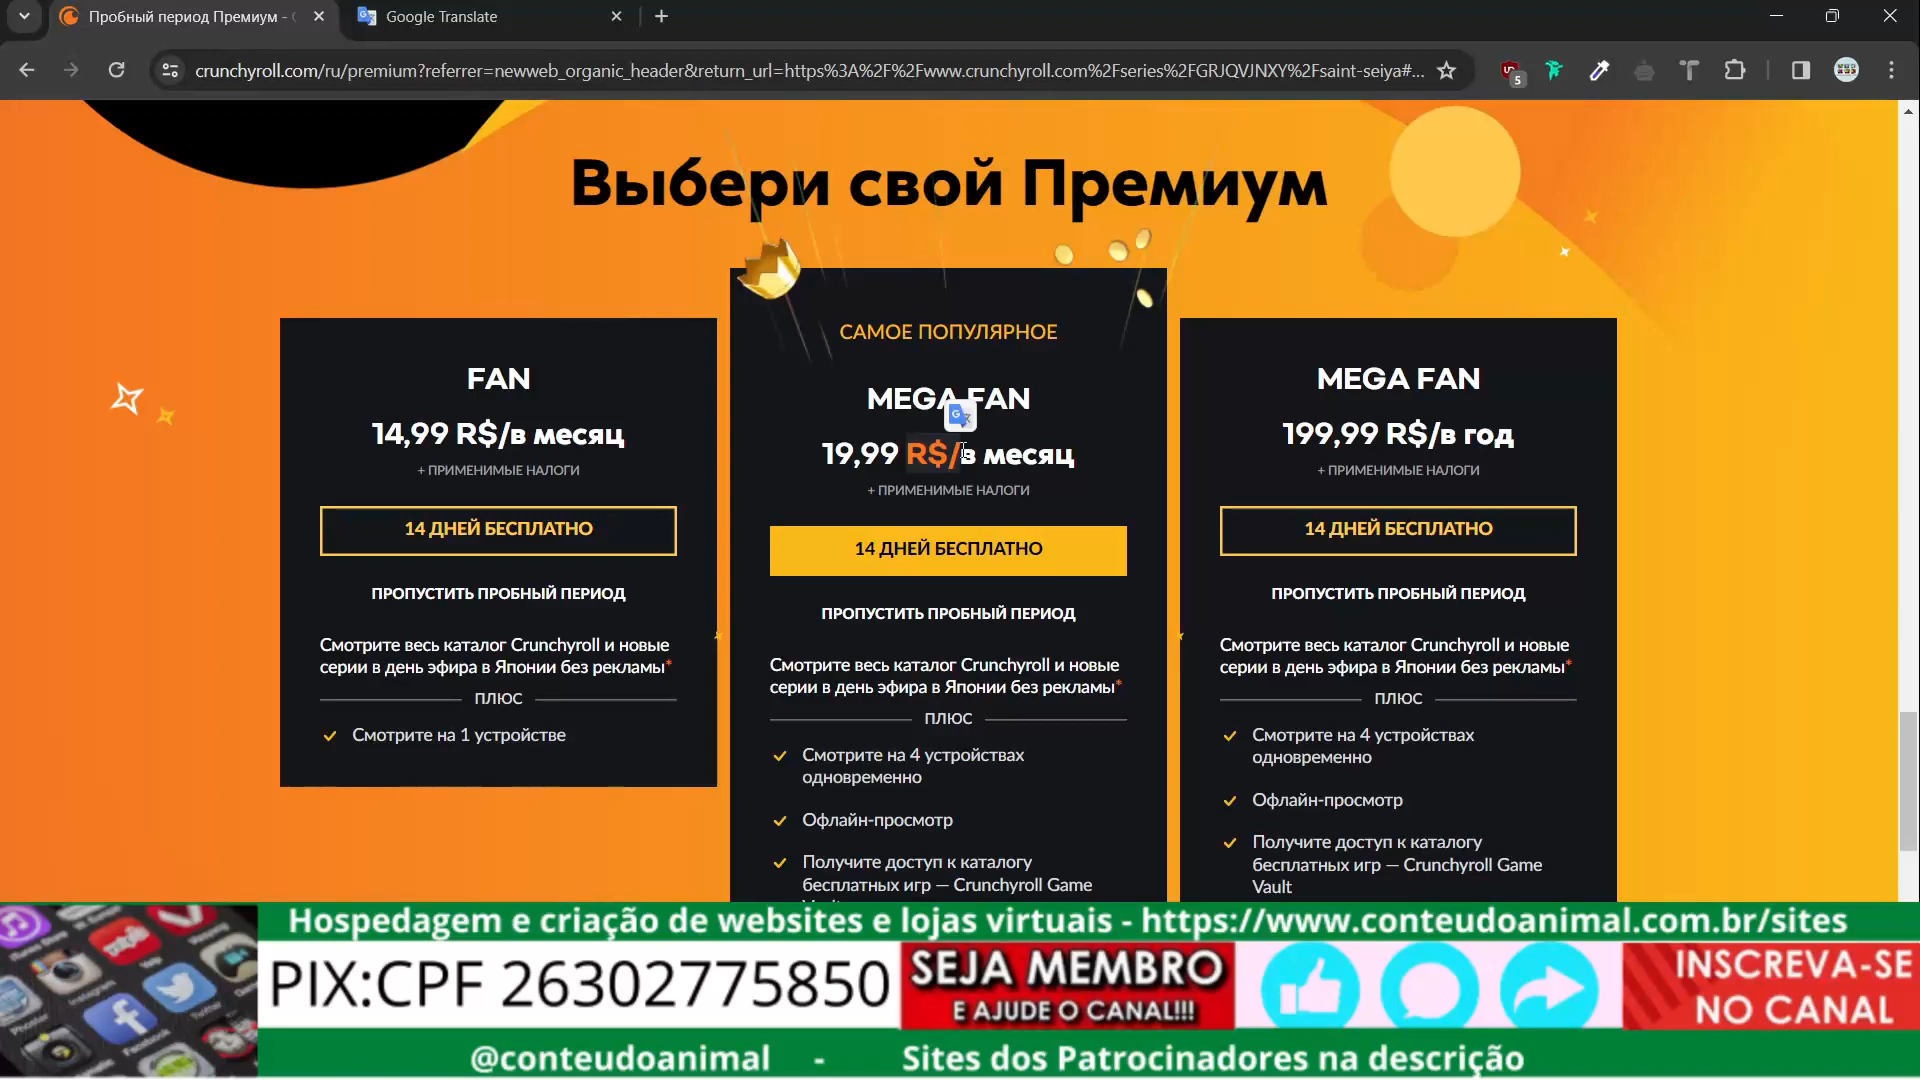 Пробный период Премиум -
Google Translate
crunchyroll.com/ru/premium?referrer=newweb_organic_header&return_url=https%3A%2F%2Fwww.crunchyroll.com%2Fseries%2FGRJQVJNXY%2Fsaint-seiya#...
5
Выбери свой Премиум
FAN
14,99 R$/в месяц
+ ПРИМЕНИМЫЕ НАЛОГИ
14 ДНЕЙ БЕСПЛАТНО
ПРОПУСТИТЬ ПРОБНЫЙ ПЕРИОД
Смотрите весь каталог Crunchyroll и новые
серии в день эфира в Японии без рекламы*
ПЛЮС
Смотрите на 1 устройстве
САМОЕ ПОПУЛЯРНОЕ
MEGA FAN
19,99 R$/в месяц
+ ПРИМЕНИМЫЕ НАЛОГИ
14 ДНЕЙ БЕСПЛАТНО
ПРОПУСТИТЬ ПРОБНЫЙ ПЕРИОД
Смотрите весь каталог Crunchyroll и новые
серии в день эфира в Японии без рекламы*
ПЛЮС
Смотрите на 4 устройствах
одновременно
Офлайн-просмотр
Получите доступ к каталогу
бесплатных игр — Crunchyroll Game
MEGA FAN
199,99 R$/в год
+ ПРИМЕНИМЫЕ НАЛОГИ
14 ДНЕЙ БЕСПЛАТНО
ПРОПУСТИТЬ ПРОБНЫЙ ПЕРИОД
Смотрите весь каталог Crunchyroll и новые
серии в день эфира в Японии без рекламы*
ПЛЮС
Смотрите на 4 устройствах
одновременно
Офлайн-просмотр
Получите доступ к каталогу
бесплатных игр — Crunchyroll Game
Vault
Hospedagem e criação de websites e lojas virtuais - https://www.conteudoanimal.com.br/sites
PIX:CPF 26302775850
SEJA MEMBRO
E AJUDE O CANAL!!!
INSCREVA-SE
NO CANAL
@conteudoanimal - Sites dos Patrocinadores na descrição